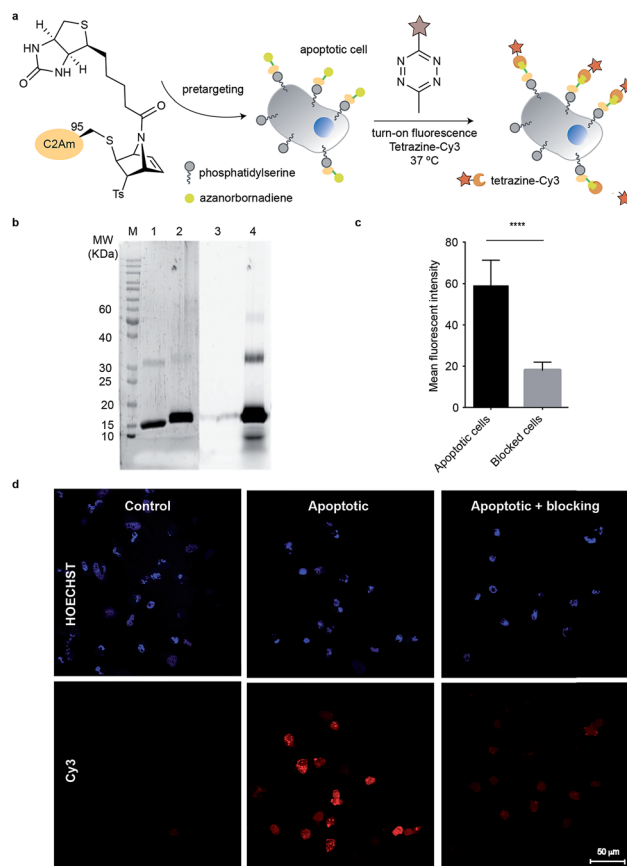 a
S
H
H
HN
NH
O
O
N
95
S
C2Am
Ts
pretargeting
apoptotic cell
phosphatidylserine
azanorbornadiene
N
N
N
N
turn-on fluorescence
Tetrazine-Cy3
37 ºC
tetrazine-Cy3
b
MW
(KDa)
M 1 2 3 4
60
40
30
25
20
15
10
c
****
Mean fluorescent intensity
80
60
40
20
0
Apoptotic cells
Blocked cells
d
Control
Apoptotic
Apoptotic + blocking
HOECHST
Cy3
50 µm